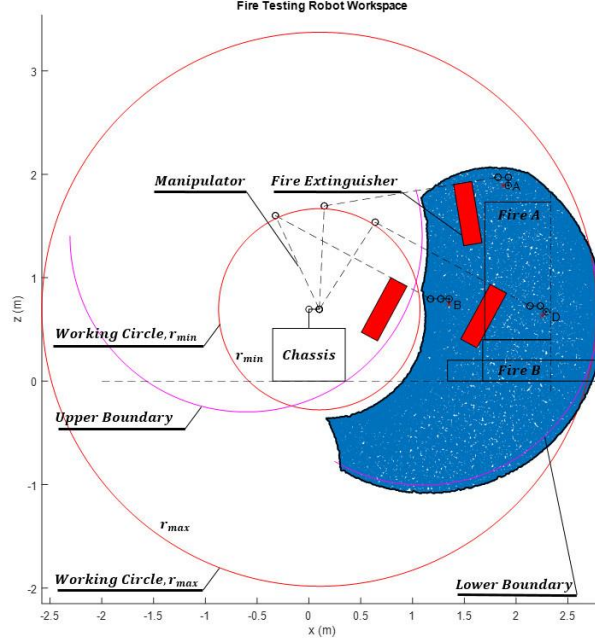 Fire Testing Robot Workspace
3
2
1
0
-1
-2
z (m)
-2.5 -2 -1.5 -1 -0.5 0 0.5 1 1.5 2 2.5
x (m)
Manipulator
Fire Extinguisher
A
Fire A
B
D
Working Circle, r_min
r_min
Chassis
Fire B
Upper Boundary
r_max
Working Circle, r_max
Lower Boundary